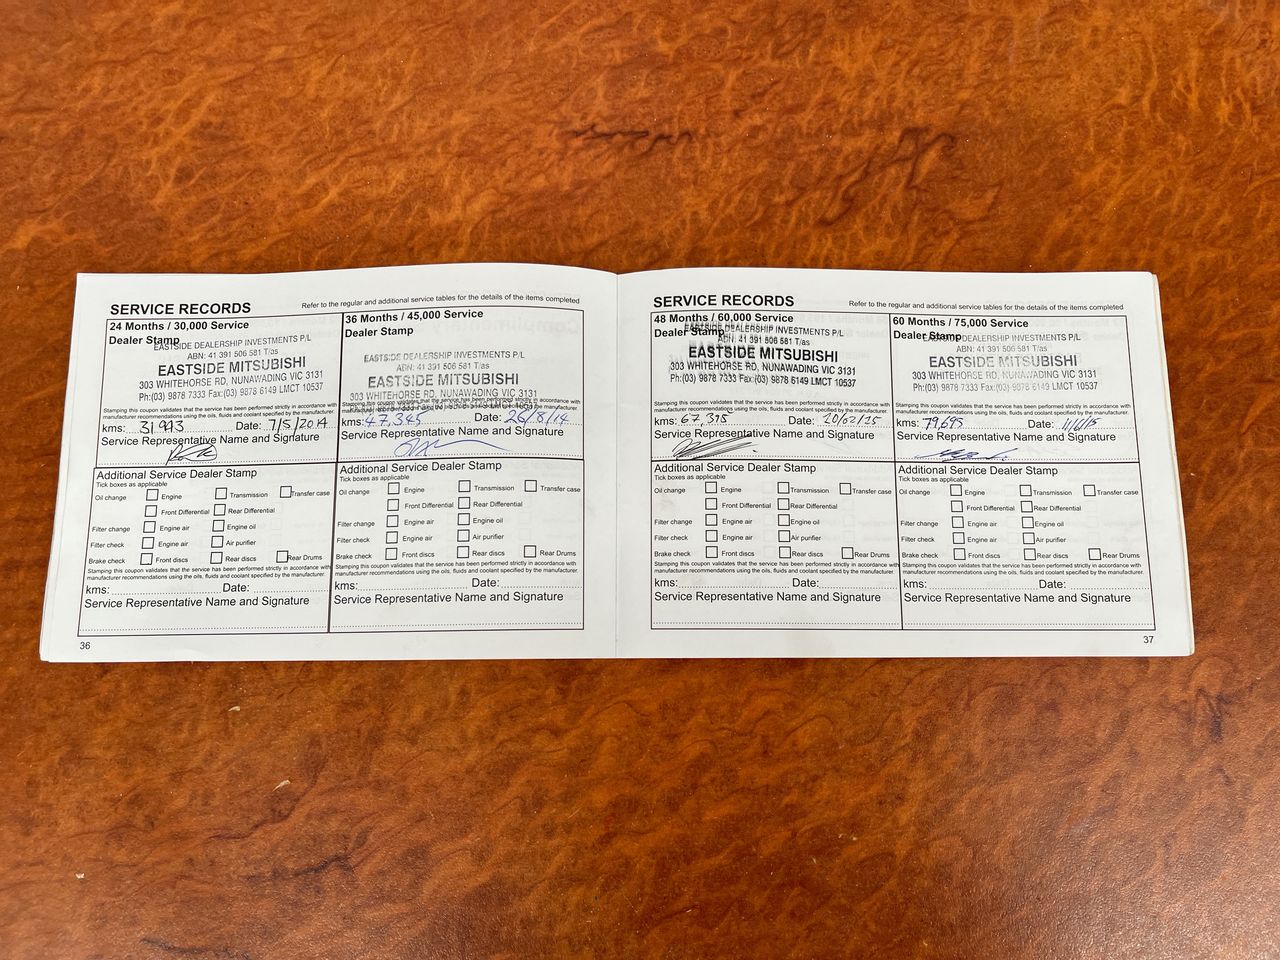 SERVICE RECORDS
Refer to the regular and additional service tables for the details of the items completed
24 Months / 30,000 Service
Dealer Stamp
EASTSIDE DEALERSHIP INVESTMENTS P/L
ABN: 41 391 506 581 T/as
EASTSIDE MITSUBISHI
303 WHITEHORSE RD, NUNAWADING VIC 3131
Ph:(03) 9878 7333 Fax:(03) 9878 6149 LMCT 10537
Stamping this coupon validates that the service has been performed strictly in accordance with
manufacturer recommendations using the oils, fluids and coolant specified by the manufacturer.
kms: 31993 Date: 7/5/2014
Service Representative Name and Signature
Additional Service Dealer Stamp
Tick boxes as applicable
Oil change Engine Transmission Transfer case
Front Differential Rear Differential
Filter change Engine air Engine oil
Filter check Engine air Air purifier
Brake check Front discs Rear discs Rear Drums
Stamping this coupon validates that the service has been performed strictly in accordance with
manufacturer recommendations using the oils, fluids and coolant specified by the manufacturer.
kms: Date:
Service Representative Name and Signature
36
36 Months / 45,000 Service
Dealer Stamp
EASTSIDE DEALERSHIP INVESTMENTS P/L
ABN: 41 391 506 581 T/as
EASTSIDE MITSUBISHI
303 WHITEHORSE RD, NUNAWADING VIC 3131
Stamping this coupon validates that the service has been performed strictly in accordance with
manufacturer recommendations using the oils, fluids and coolant specified by the manufacturer.
kms: 47,345 Date: 26/8/14
Service Representative Name and Signature
Additional Service Dealer Stamp
Tick boxes as applicable
Oil change Engine Transmission Transfer case
Front Differential Rear Differential
Filter change Engine air Engine oil
Filter check Engine air Air purifier
Brake check Front discs Rear discs Rear Drums
Stamping this coupon validates that the service has been performed strictly in accordance with
manufacturer recommendations using the oils, fluids and coolant specified by the manufacturer.
kms: Date:
Service Representative Name and Signature
SERVICE RECORDS
Refer to the regular and additional service tables for the details of the items completed
48 Months / 60,000 Service
Dealer Stamp
EASTSIDE DEALERSHIP INVESTMENTS P/L
ABN: 41 391 506 581 T/as
EASTSIDE MITSUBISHI
303 WHITEHORSE RD, NUNAWADING VIC 3131
Ph:(03) 9878 7333 Fax:(03) 9878 6149 LMCT 10537
Stamping this coupon validates that the service has been performed strictly in accordance with
manufacturer recommendations using the oils, fluids and coolant specified by the manufacturer.
kms: 67,315 Date: 20/02/15
Service Representative Name and Signature
Additional Service Dealer Stamp
Tick boxes as applicable
Oil change Engine Transmission Transfer case
Front Differential Rear Differential
Filter change Engine air Engine oil
Filter check Engine air Air purifier
Brake check Front discs Rear discs Rear Drums
Stamping this coupon validates that the service has been performed strictly in accordance with
manufacturer recommendations using the oils, fluids and coolant specified by the manufacturer.
kms: Date:
Service Representative Name and Signature
60 Months / 75,000 Service
Dealer Stamp
EASTSIDE DEALERSHIP INVESTMENTS P/L
ABN: 41 391 506 581 T/as
EASTSIDE MITSUBISHI
303 WHITEHORSE RD, NUNAWADING VIC 3131
Ph:(03) 9878 7333 Fax:(03) 9878 6149 LMCT 10537
Stamping this coupon validates that the service has been performed strictly in accordance with
manufacturer recommendations using the oils, fluids and coolant specified by the manufacturer.
kms: 79,695 Date:
Service Representative Name and Signature
Additional Service Dealer Stamp
Tick boxes as applicable
Oil change Engine Transmission Transfer case
Front Differential Rear Differential
Filter change Engine air Engine oil
Filter check Engine air Air purifier
Brake check Front discs Rear discs Rear Drums
Stamping this coupon validates that the service has been performed strictly in accordance with
manufacturer recommendations using the oils, fluids and coolant specified by the manufacturer.
kms: Date:
Service Representative Name and Signature
37